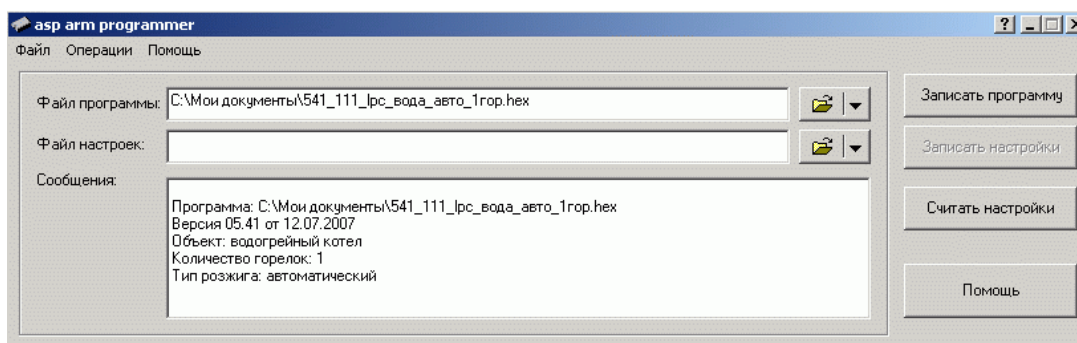 asp arm programmer
Файл Операции Помощь
Файл программы: C:\Мои документы\541_111_lpc_вода_авто_1гор.hex
Записать программу
Файл настроек:
Записать настройки
Сообщения:
Программа: C:\Мои документы\541_111_lpc_вода_авто_1гор.hex
Версия 05.41 от 12.07.2007
Объект: водогрейный котел
Количество горелок: 1
Тип розжига: автоматический
Считать настройки
Помощь